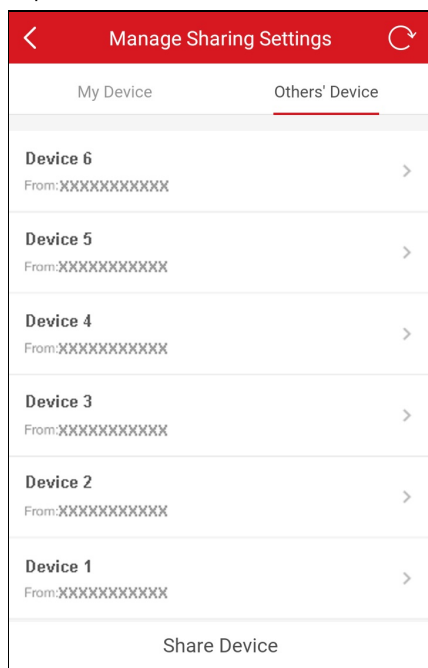 Manage Sharing Settings
My Device
Others' Device
Device 6
From:XXXXXXXXXXX
Device 5
From:XXXXXXXXXXX
Device 4
From:XXXXXXXXXXX
Device 3
From:XXXXXXXXXXX
Device 2
From:XXXXXXXXXXX
Device 1
From:XXXXXXXXXXX
Share Device